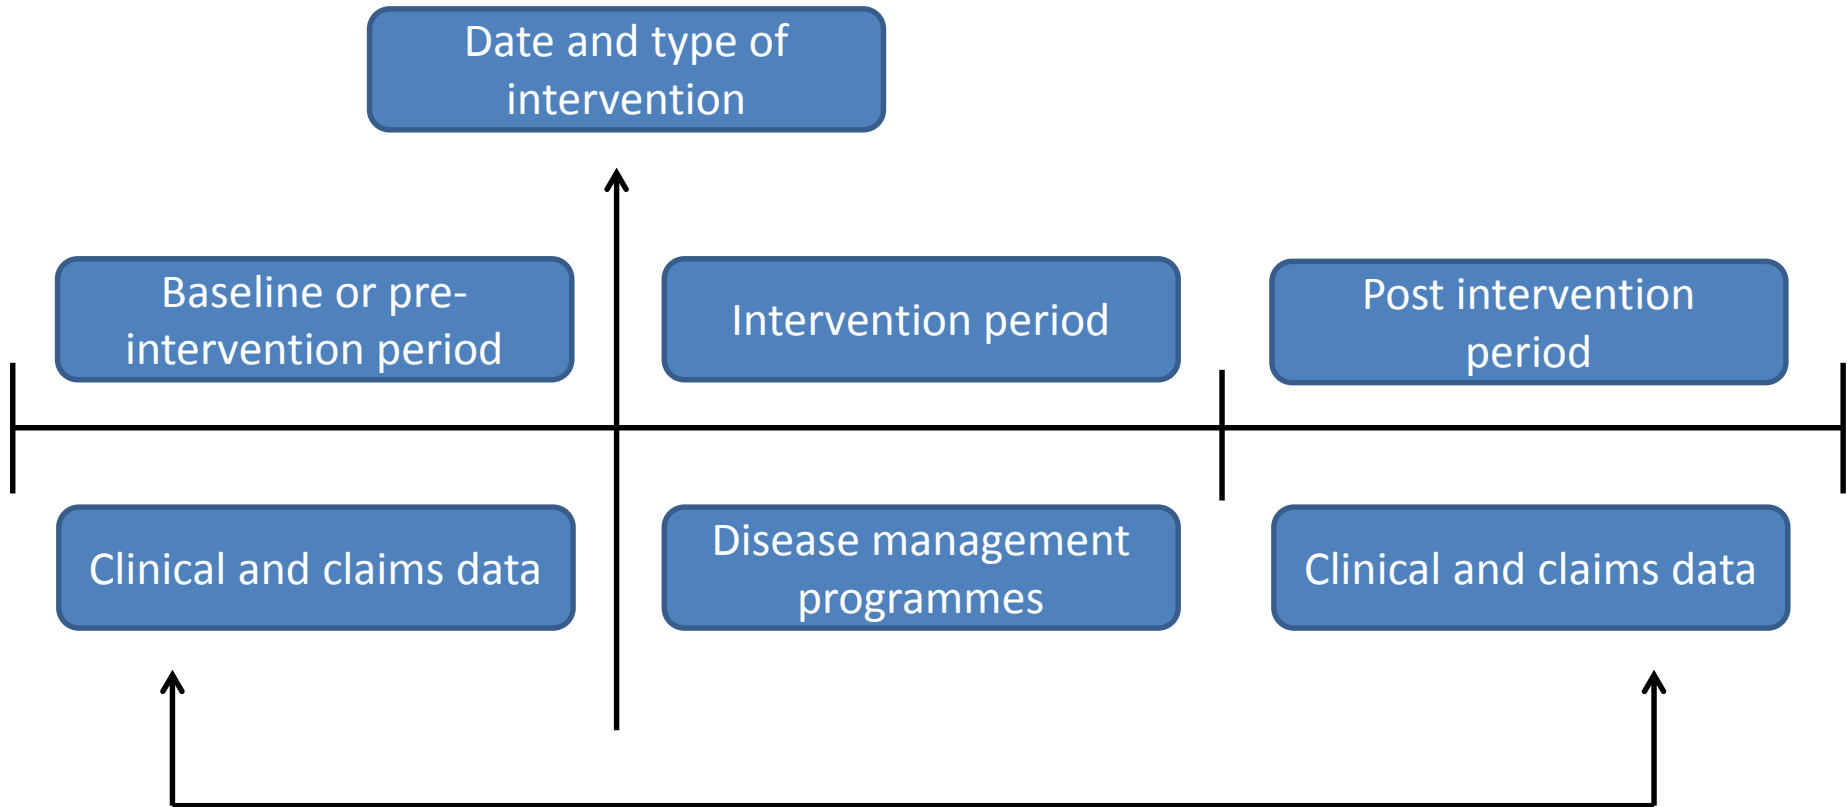 Date and type of
intervention
Baseline or pre-
intervention period
Intervention period
Post intervention
period
Clinical and claims data
Disease management
programmes
Clinical and claims data